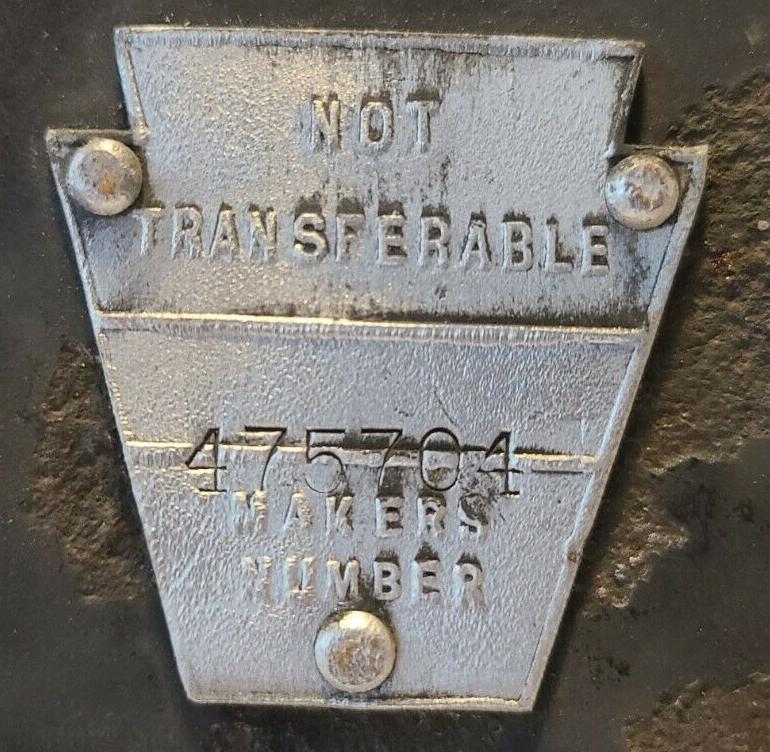 NOT
TRANSFERABLE
475704
MAKERS
NUMBER